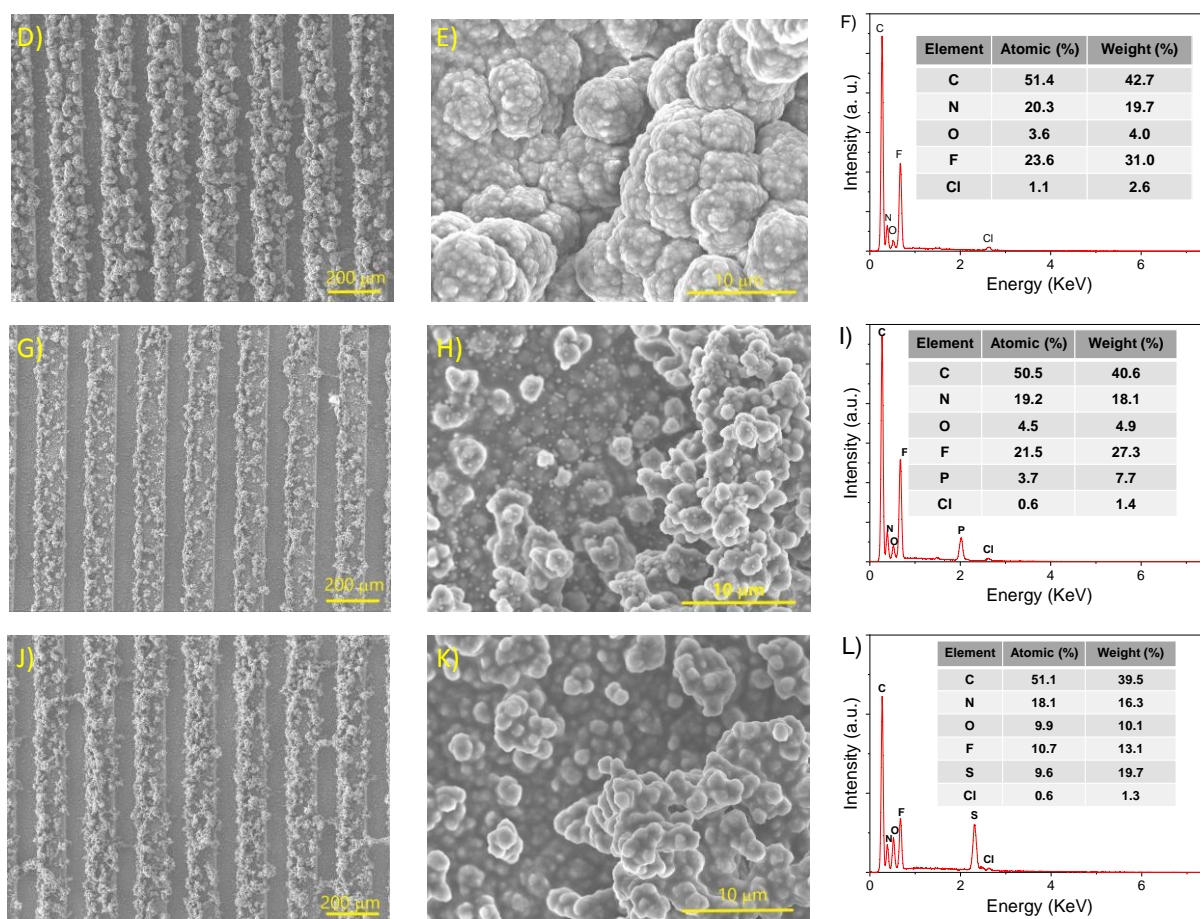 D)
200 µm
E)
10 µm
F)
C
F
N
O
Cl
Element Atomic (%) Weight (%)
C 51.4 42.7
N 20.3 19.7
O 3.6 4.0
F 23.6 31.0
Cl 1.1 2.6
Intensity (a. u.)
0 2 4 6
Energy (KeV)
G)
200 µm
H)
10 µm
I)
C
F
N
O
P
Cl
Element Atomic (%) Weight (%)
C 50.5 40.6
N 19.2 18.1
O 4.5 4.9
F 21.5 27.3
P 3.7 7.7
Cl 0.6 1.4
Intensity (a.u.)
0 2 4 6
Energy (KeV)
J)
200 µm
K)
10 µm
L)
C
N
O
F
S
Cl
Element Atomic (%) Weight (%)
C 51.1 39.5
N 18.1 16.3
O 9.9 10.1
F 10.7 13.1
S 9.6 19.7
Cl 0.6 1.3
Intensity (a.u.)
0 2 4 6
Energy (KeV)